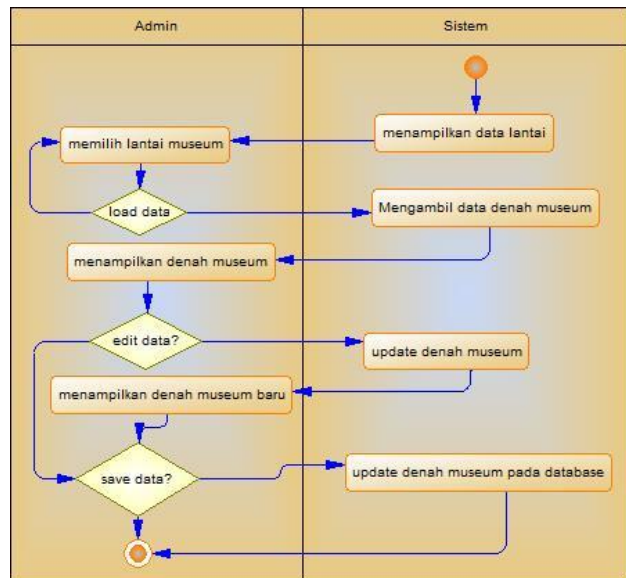 Admin
Sistem
menampilkan data lantai
memilih lantai museum
load data
Mengambil data denah museum
menampilkan denah museum
edit data?
update denah museum
menampilkan denah museum baru
save data?
update denah museum pada database